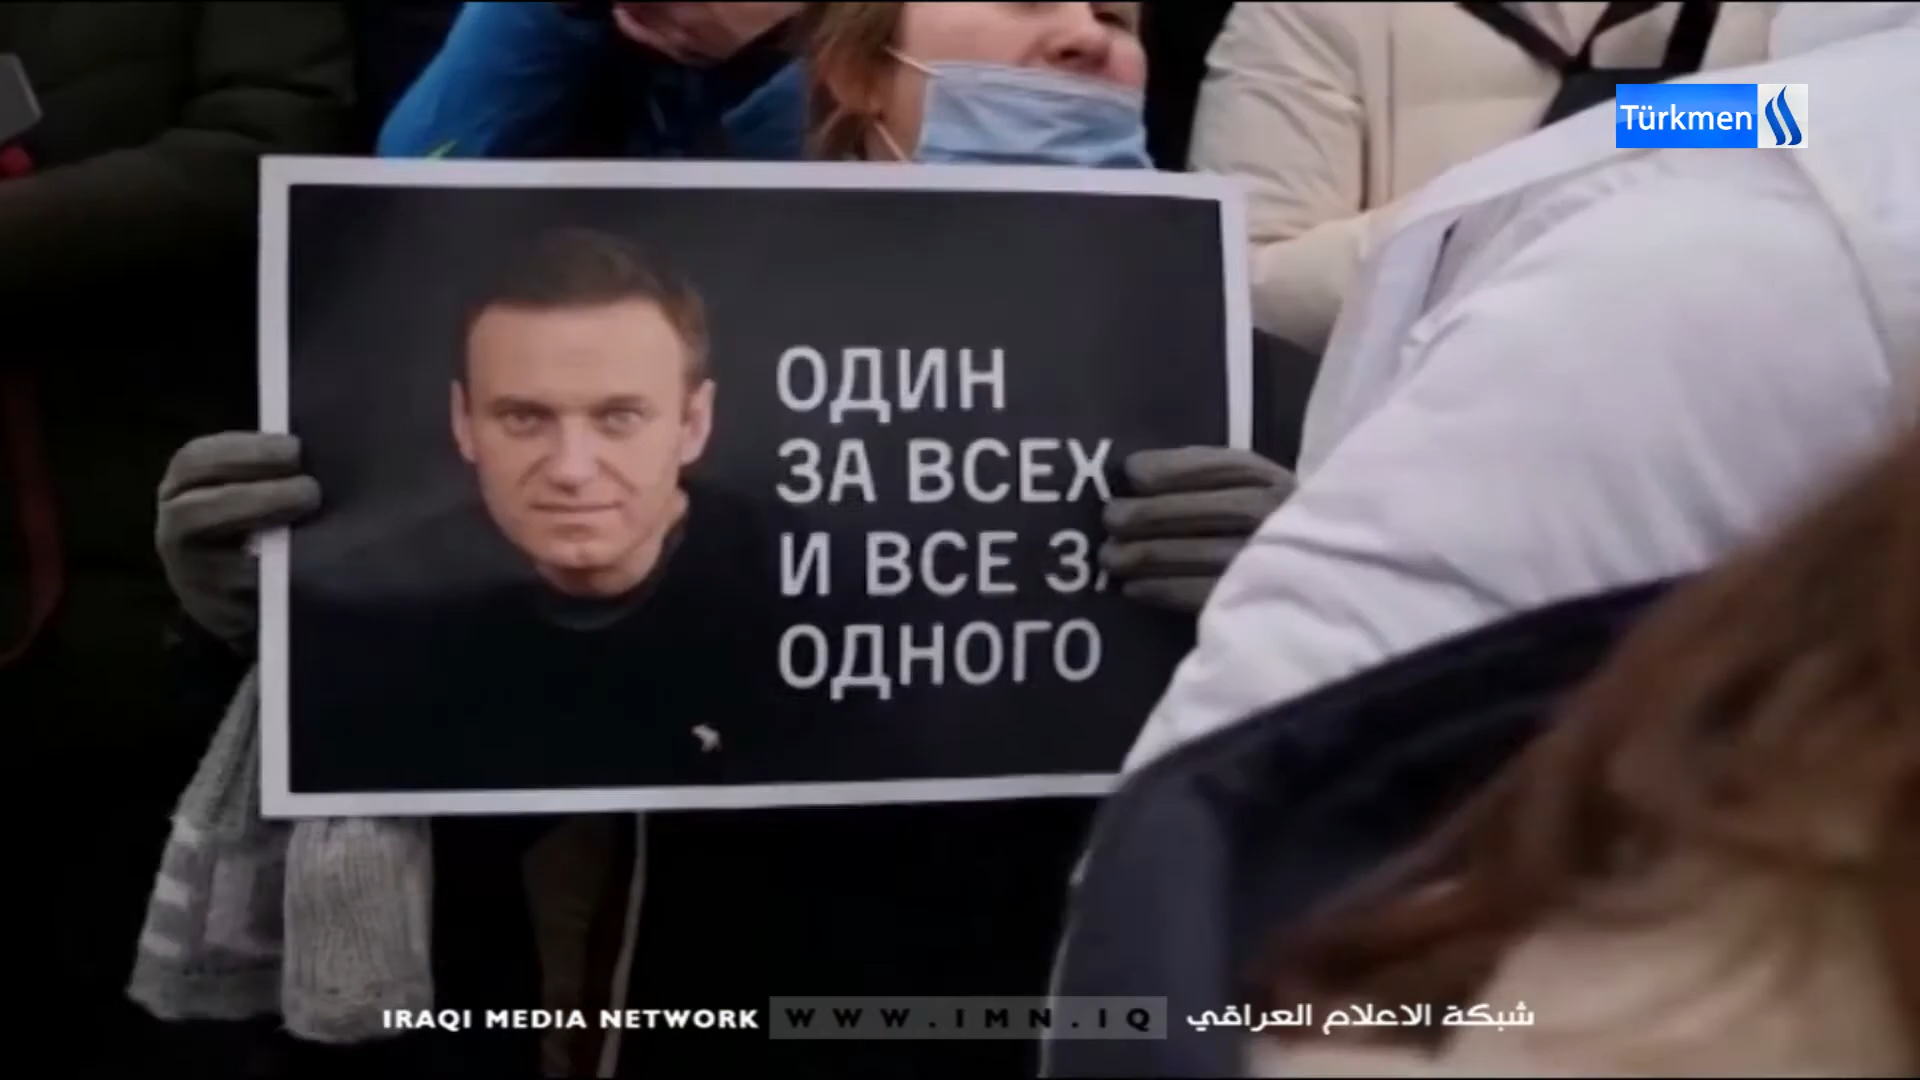 Türkmen
ОДИН
ЗА ВСЕХ
И ВСЕ
ОДНОГО
IRAQI MEDIA NETWORK WWW.IMN.IQ شبكة الاعلام العراقي